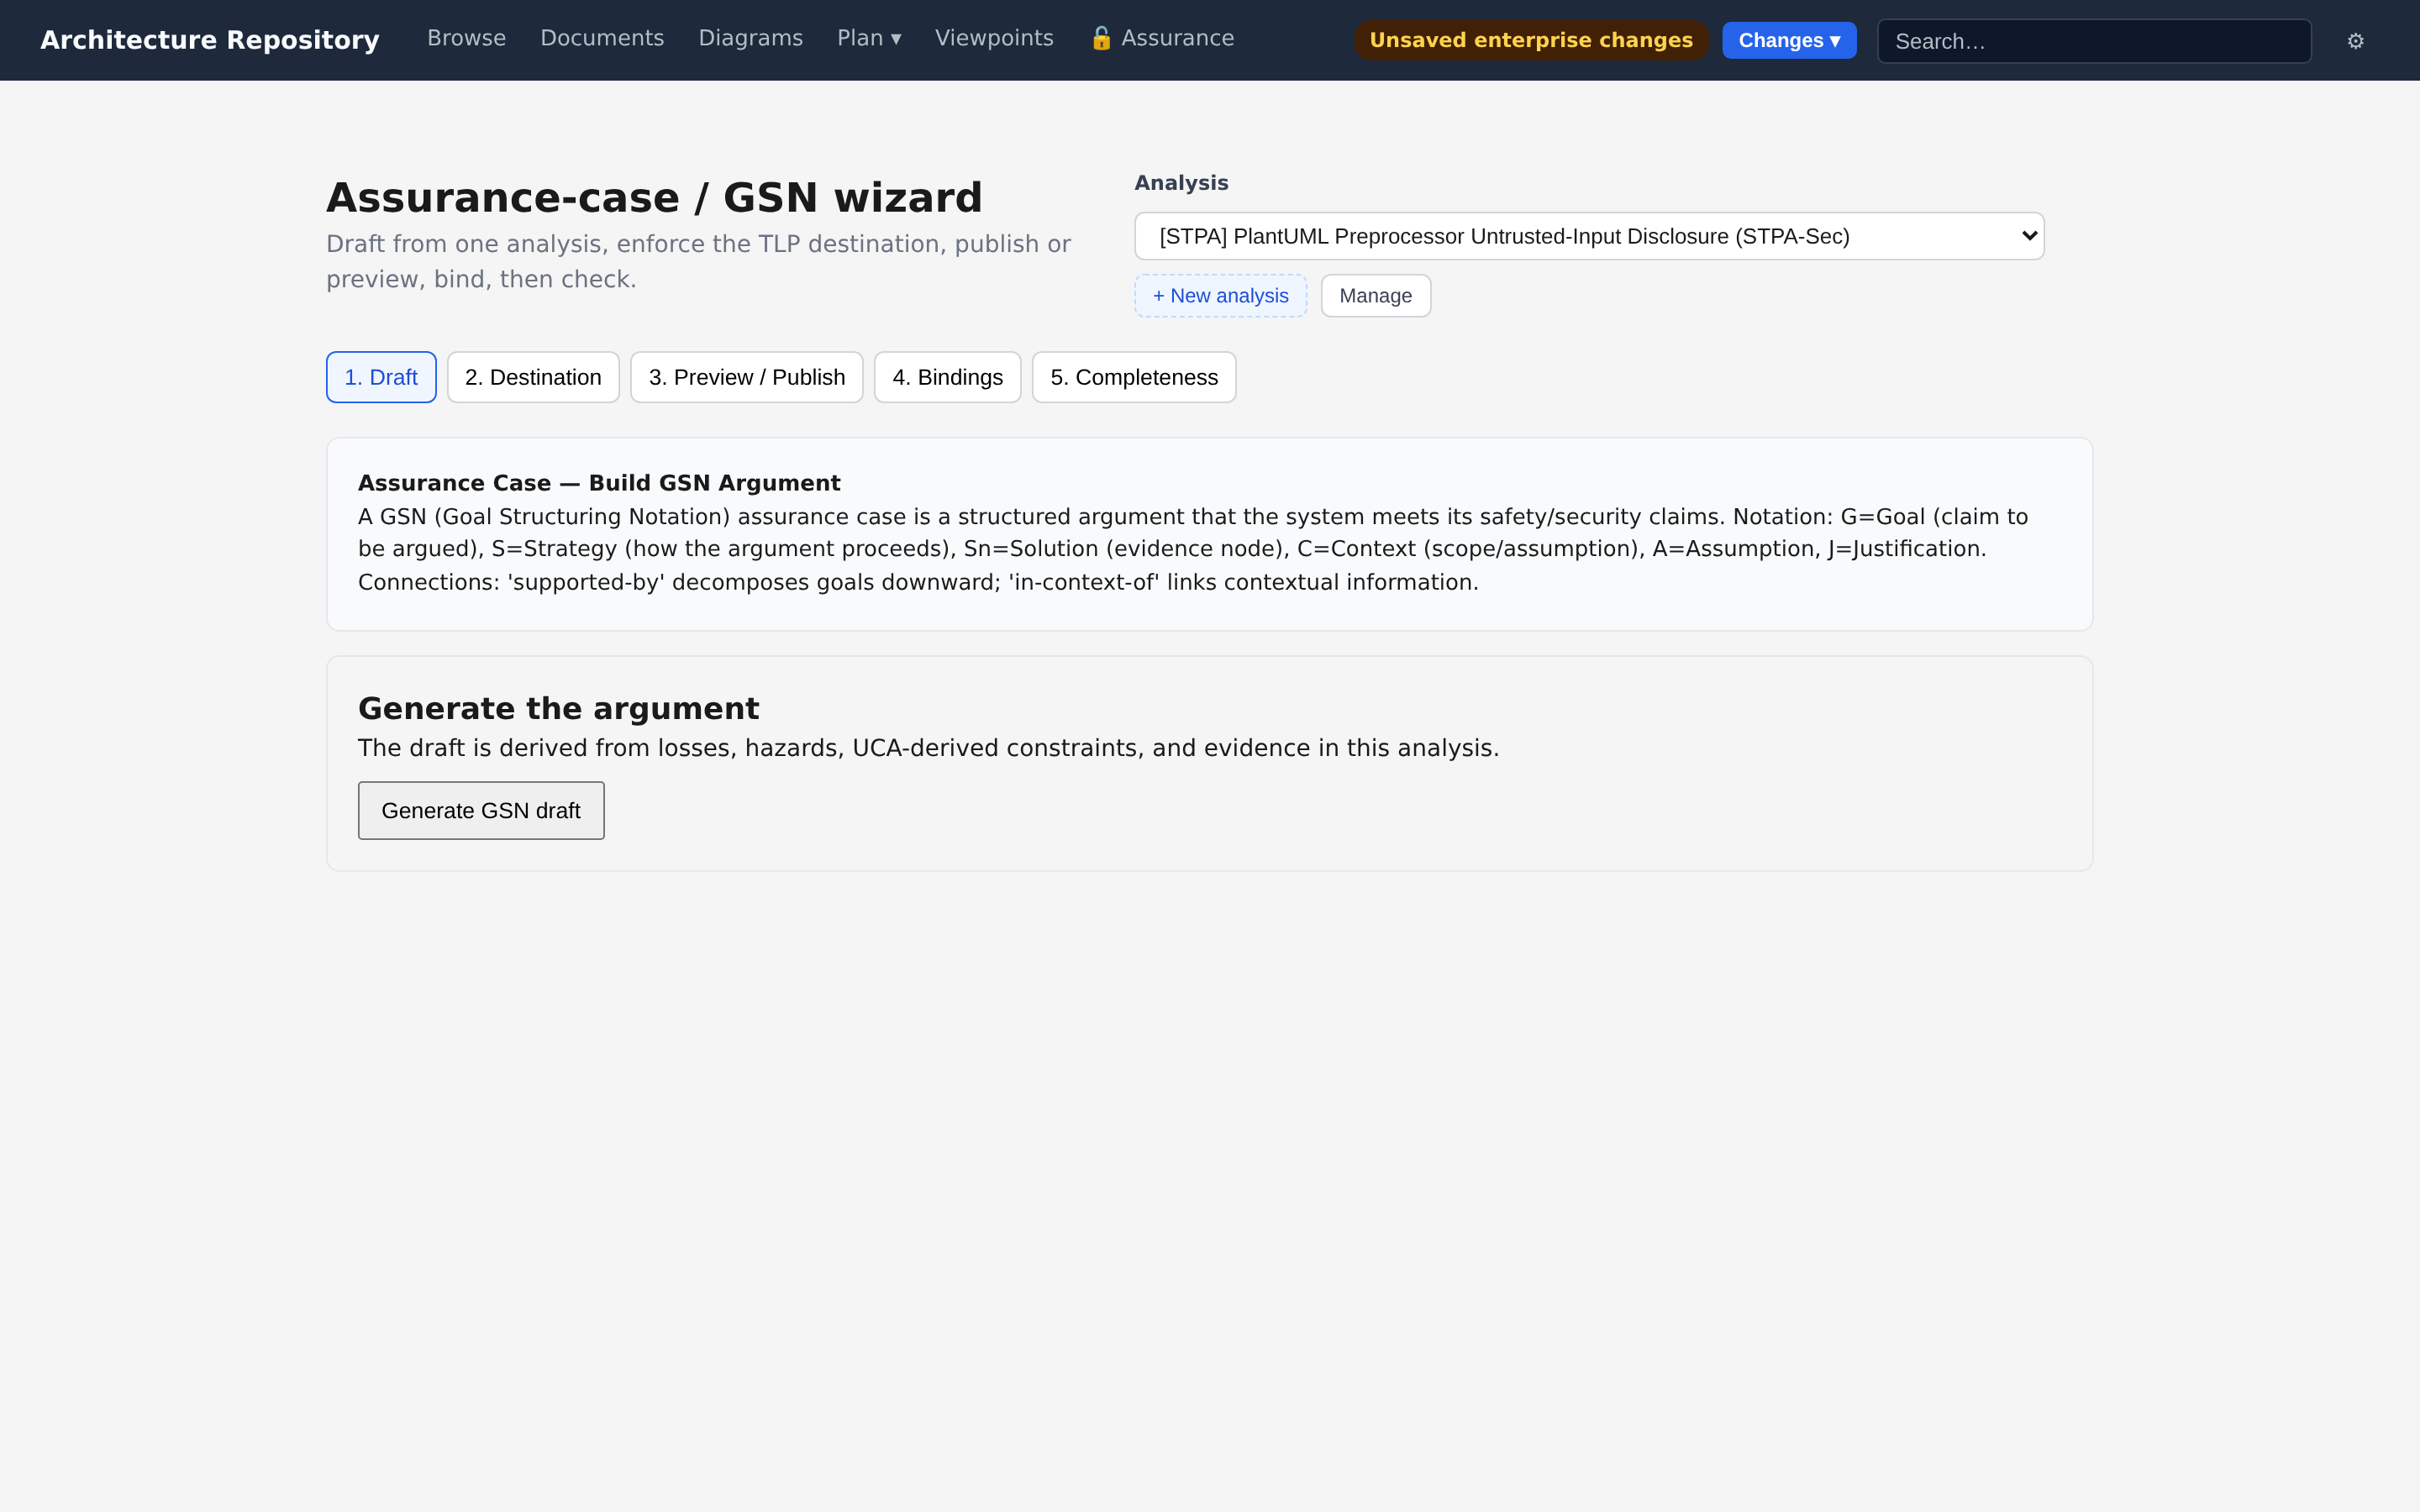 Architecture Repository Browse Documents Diagrams Plan ▾ Viewpoints 🔓 Assurance Unsaved enterprise changes Changes ▾ Search… ⚙
Assurance-case / GSN wizard
Draft from one analysis, enforce the TLP destination, publish or
preview, bind, then check.
Analysis
[STPA] PlantUML Preprocessor Untrusted-Input Disclosure (STPA-Sec)
+ New analysis Manage
1. Draft 2. Destination 3. Preview / Publish 4. Bindings 5. Completeness
Assurance Case — Build GSN Argument
A GSN (Goal Structuring Notation) assurance case is a structured argument that the system meets its safety/security claims. Notation: G=Goal (claim to
be argued), S=Strategy (how the argument proceeds), Sn=Solution (evidence node), C=Context (scope/assumption), A=Assumption, J=Justification.
Connections: 'supported-by' decomposes goals downward; 'in-context-of' links contextual information.
Generate the argument
The draft is derived from losses, hazards, UCA-derived constraints, and evidence in this analysis.
Generate GSN draft